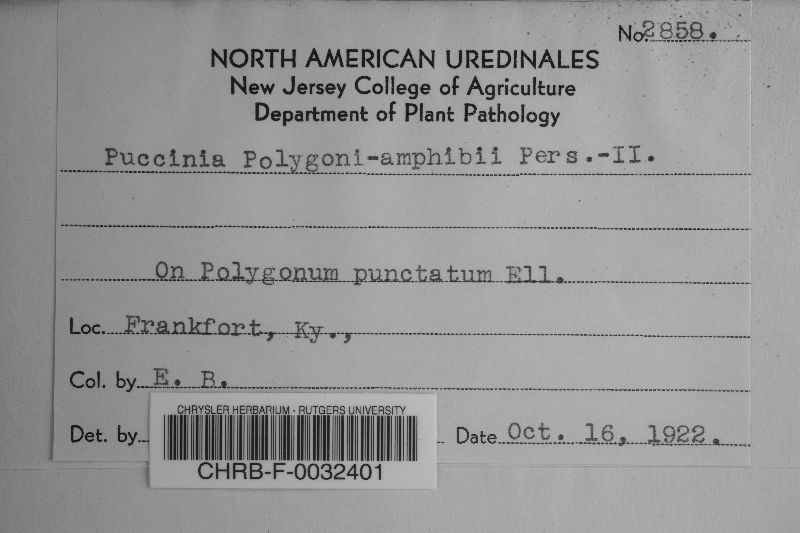 No. 2858.
NORTH AMERICAN UREDINALES
New Jersey College of Agriculture
Department of Plant Pathology
Puccinia Polygoni-amphibii Pers.-II.
On Polygonum punctatum Ell.
Loc. Frankfort, Ky.,
Col. by E. B.
Det. by Date Oct. 16, 1922.
CHRYSLER HERBARIUM - RUTGERS UNIVERSITY
CHRB-F-0032401